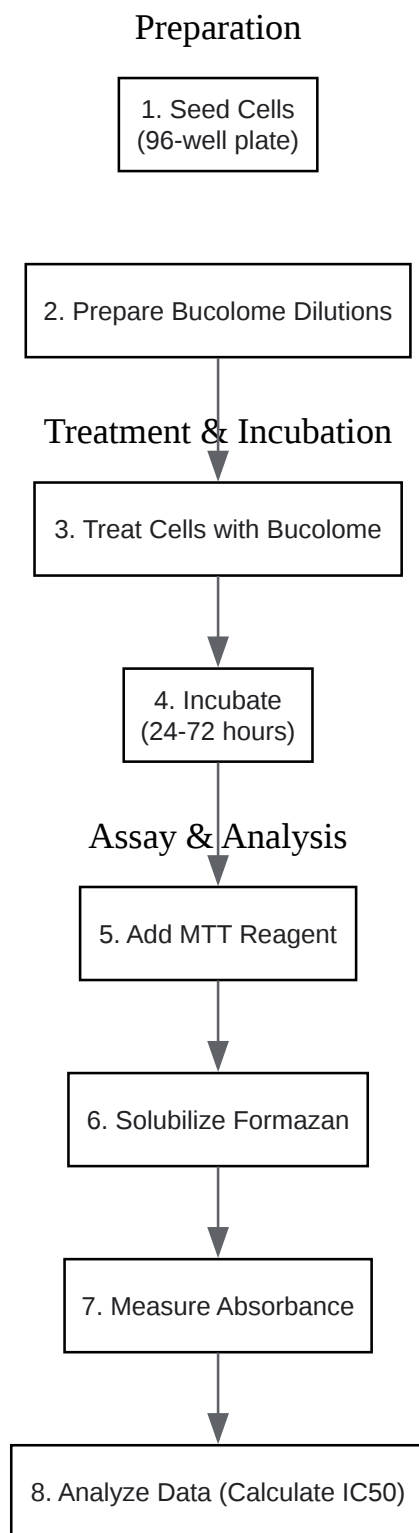 Preparation
1. Seed Cells
(96-well plate)
2. Prepare Bucolome Dilutions
Treatment & Incubation
3. Treat Cells with Bucolome
4. Incubate
(24-72 hours)
Assay & Analysis
5. Add MTT Reagent
6. Solubilize Formazan
7. Measure Absorbance
8. Analyze Data (Calculate IC50)